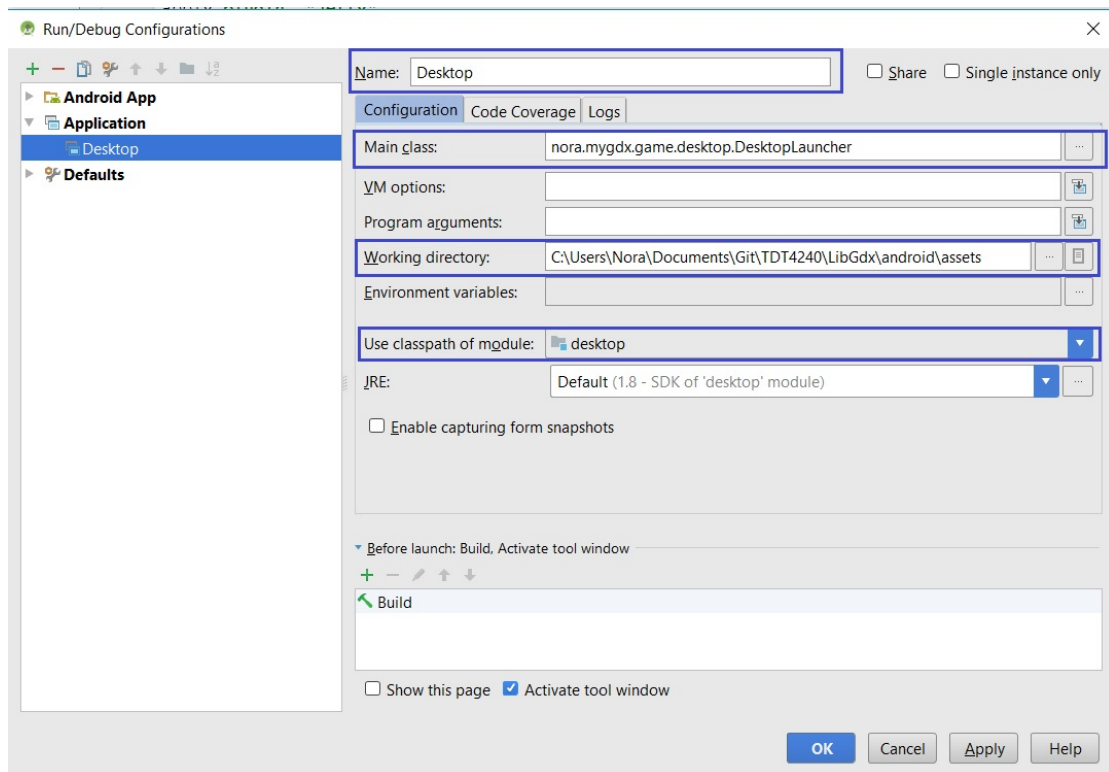 Run/Debug Configurations
Name: Desktop
Share
Single instance only
Android App
Application
Desktop
Defaults
Configuration
Code Coverage
Logs
Main class: nora.mygdx.game.desktop.DesktopLauncher ...
VM options:
Program arguments:
Working directory: C:\Users\Nora\Documents\Git\TDT4240\LibGdx\android\assets ...
Environment variables: ...
Use classpath of module: desktop
JRE: Default (1.8 - SDK of 'desktop' module) ...
Enable capturing form snapshots
Before launch: Build, Activate tool window
Build
Show this page
Activate tool window
OK
Cancel
Apply
Help